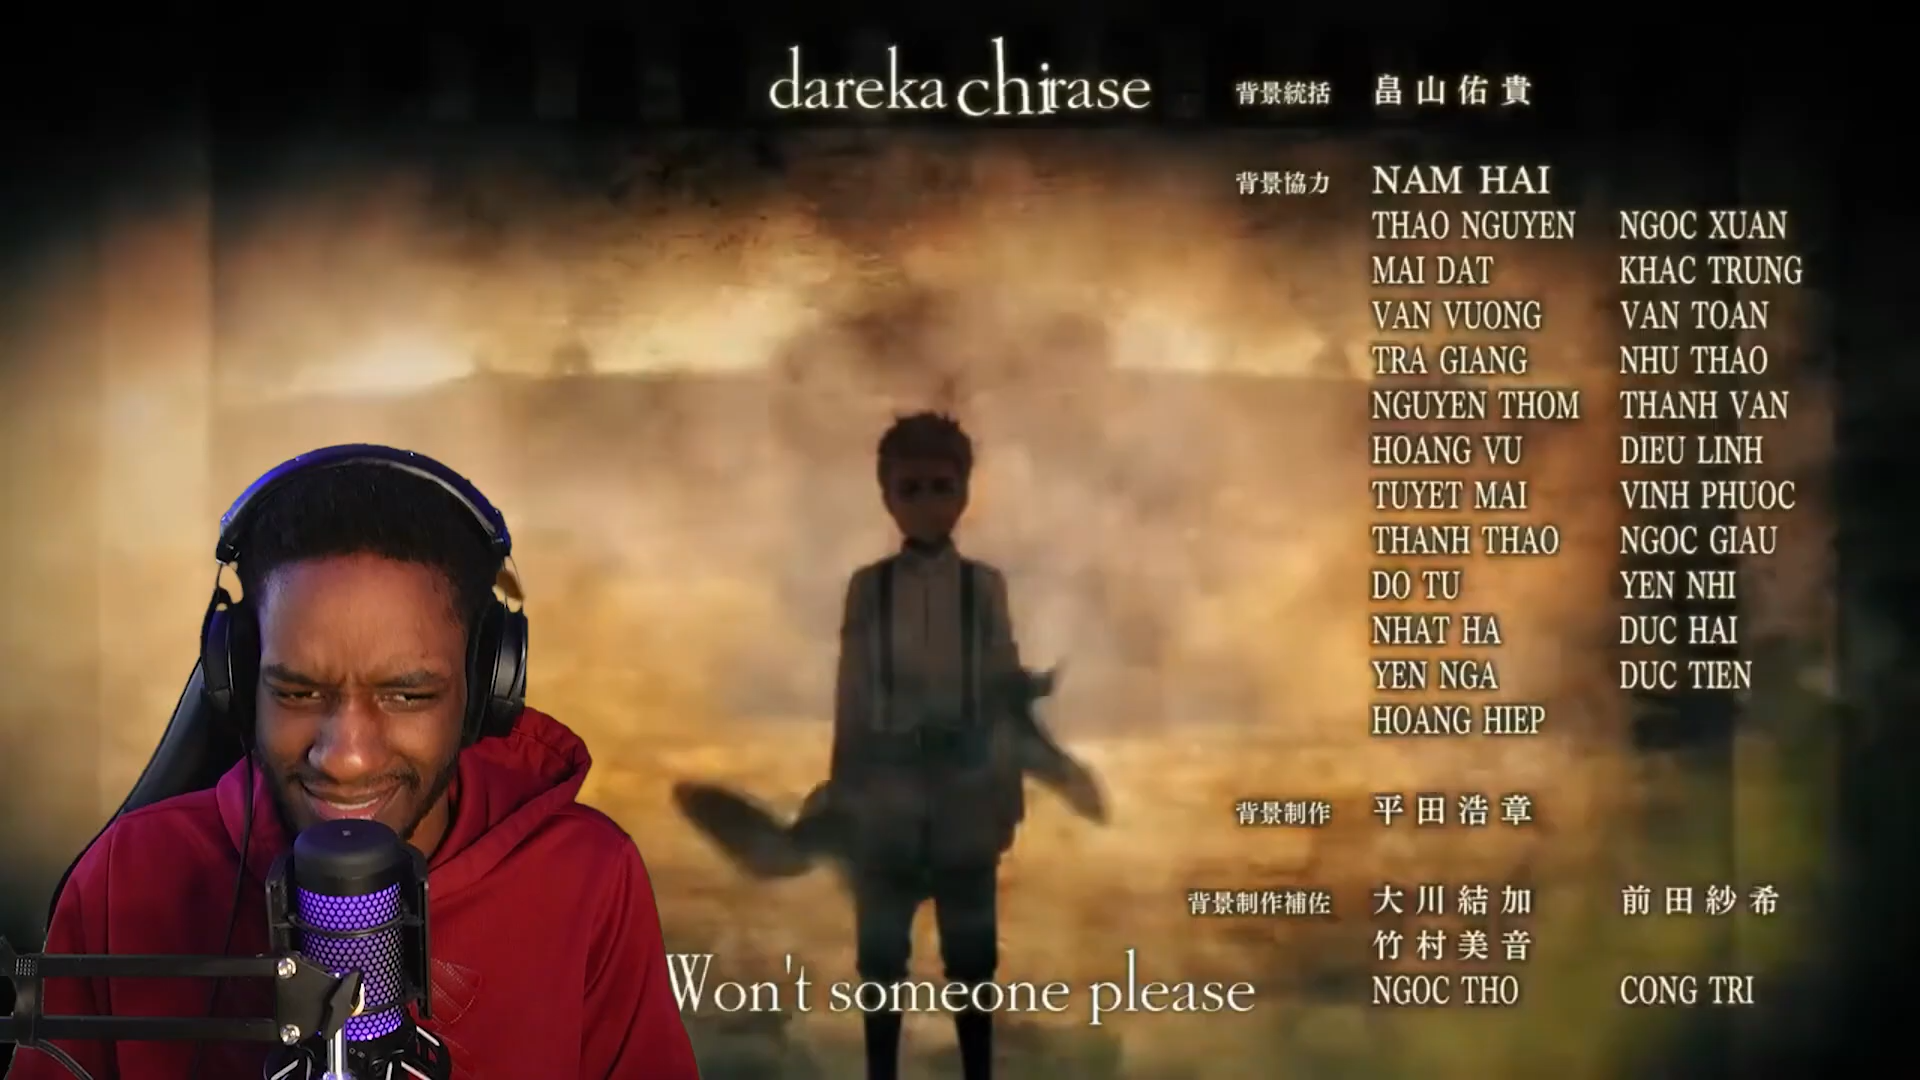 dareka chirase
背景統括 畠山佑貴
背景協力 NAM HAI
THAO NGUYEN NGOC XUAN
MAI DAT KHAC TRUNG
VAN VUONG VAN TOAN
TRA GIANG NHU THAO
NGUYEN THOM THANH VAN
HOANG VU DIEU LINH
TUYET MAI VINH PHUOC
THANH THAO NGOC GIAU
DO TU YEN NHI
NHAT HA DUC HAI
YEN NGA DUC TIEN
HOANG HIEP
背景制作 平田浩章
背景制作補佐 大川結加 前田紗希
竹村美音
NGOC THO CONG TRI
Won't someone please